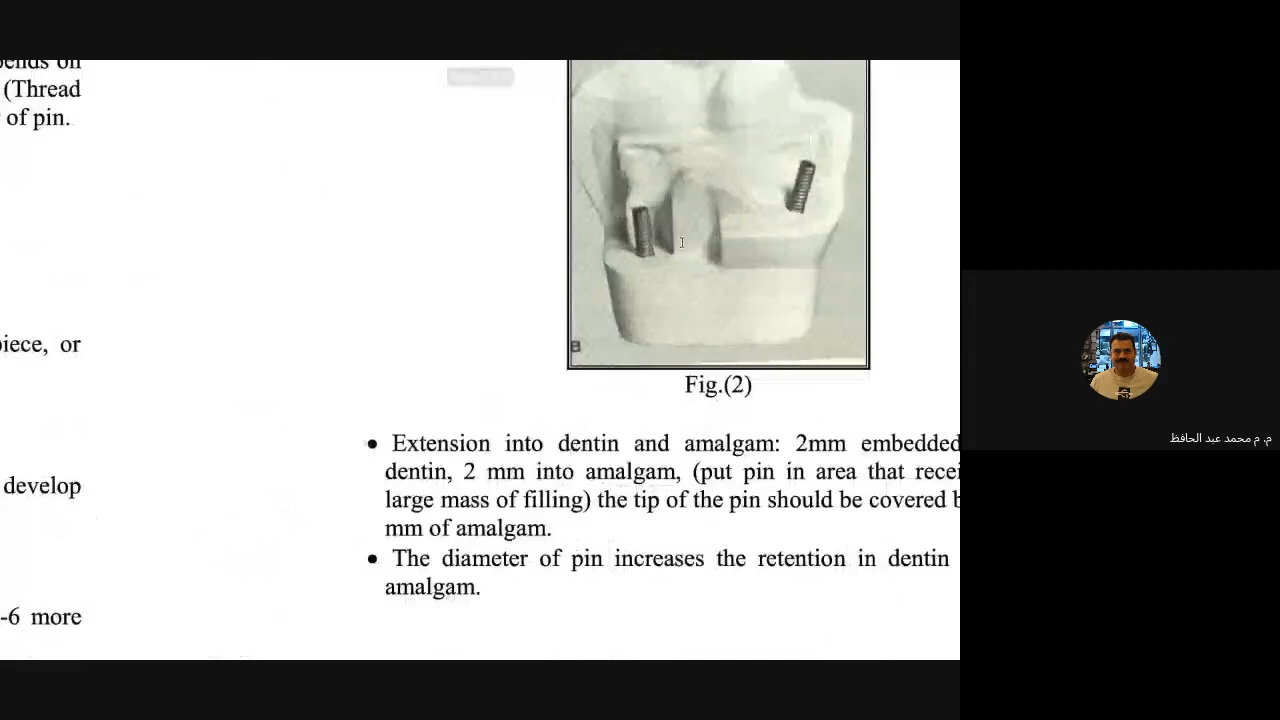 ends on
(Thread
of pin.
piece, or
develop
-6 more
B
Fig.(2)
• Extension into dentin and amalgam: 2mm embedded
dentin, 2 mm into amalgam, (put pin in area that recei
large mass of filling) the tip of the pin should be covered b
mm of amalgam.
• The diameter of pin increases the retention in dentin
amalgam.
م. م محمد عبد الحافظ